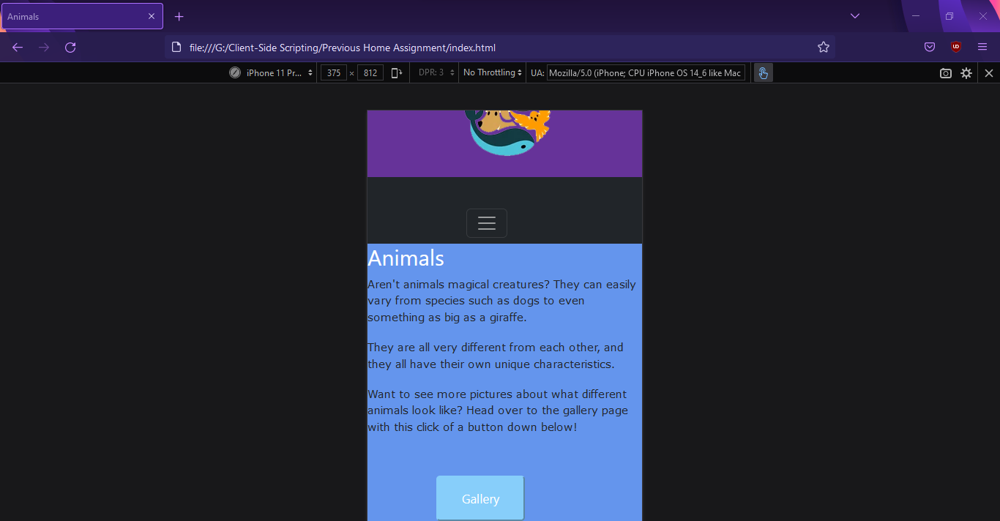 Animals
file:///G:/Client-Side Scripting/Previous Home Assignment/index.html
UD
iPhone 11 Pr... 375 × 812 DPR: 3 No Throttling UA: Mozilla/5.0 (iPhone; CPU iPhone OS 14_6 like Mac
Animals
Aren't animals magical creatures? They can easily
vary from species such as dogs to even
something as big as a giraffe.
They are all very different from each other, and
they all have their own unique characteristics.
Want to see more pictures about what different
animals look like? Head over to the gallery page
with this click of a button down below!
Gallery